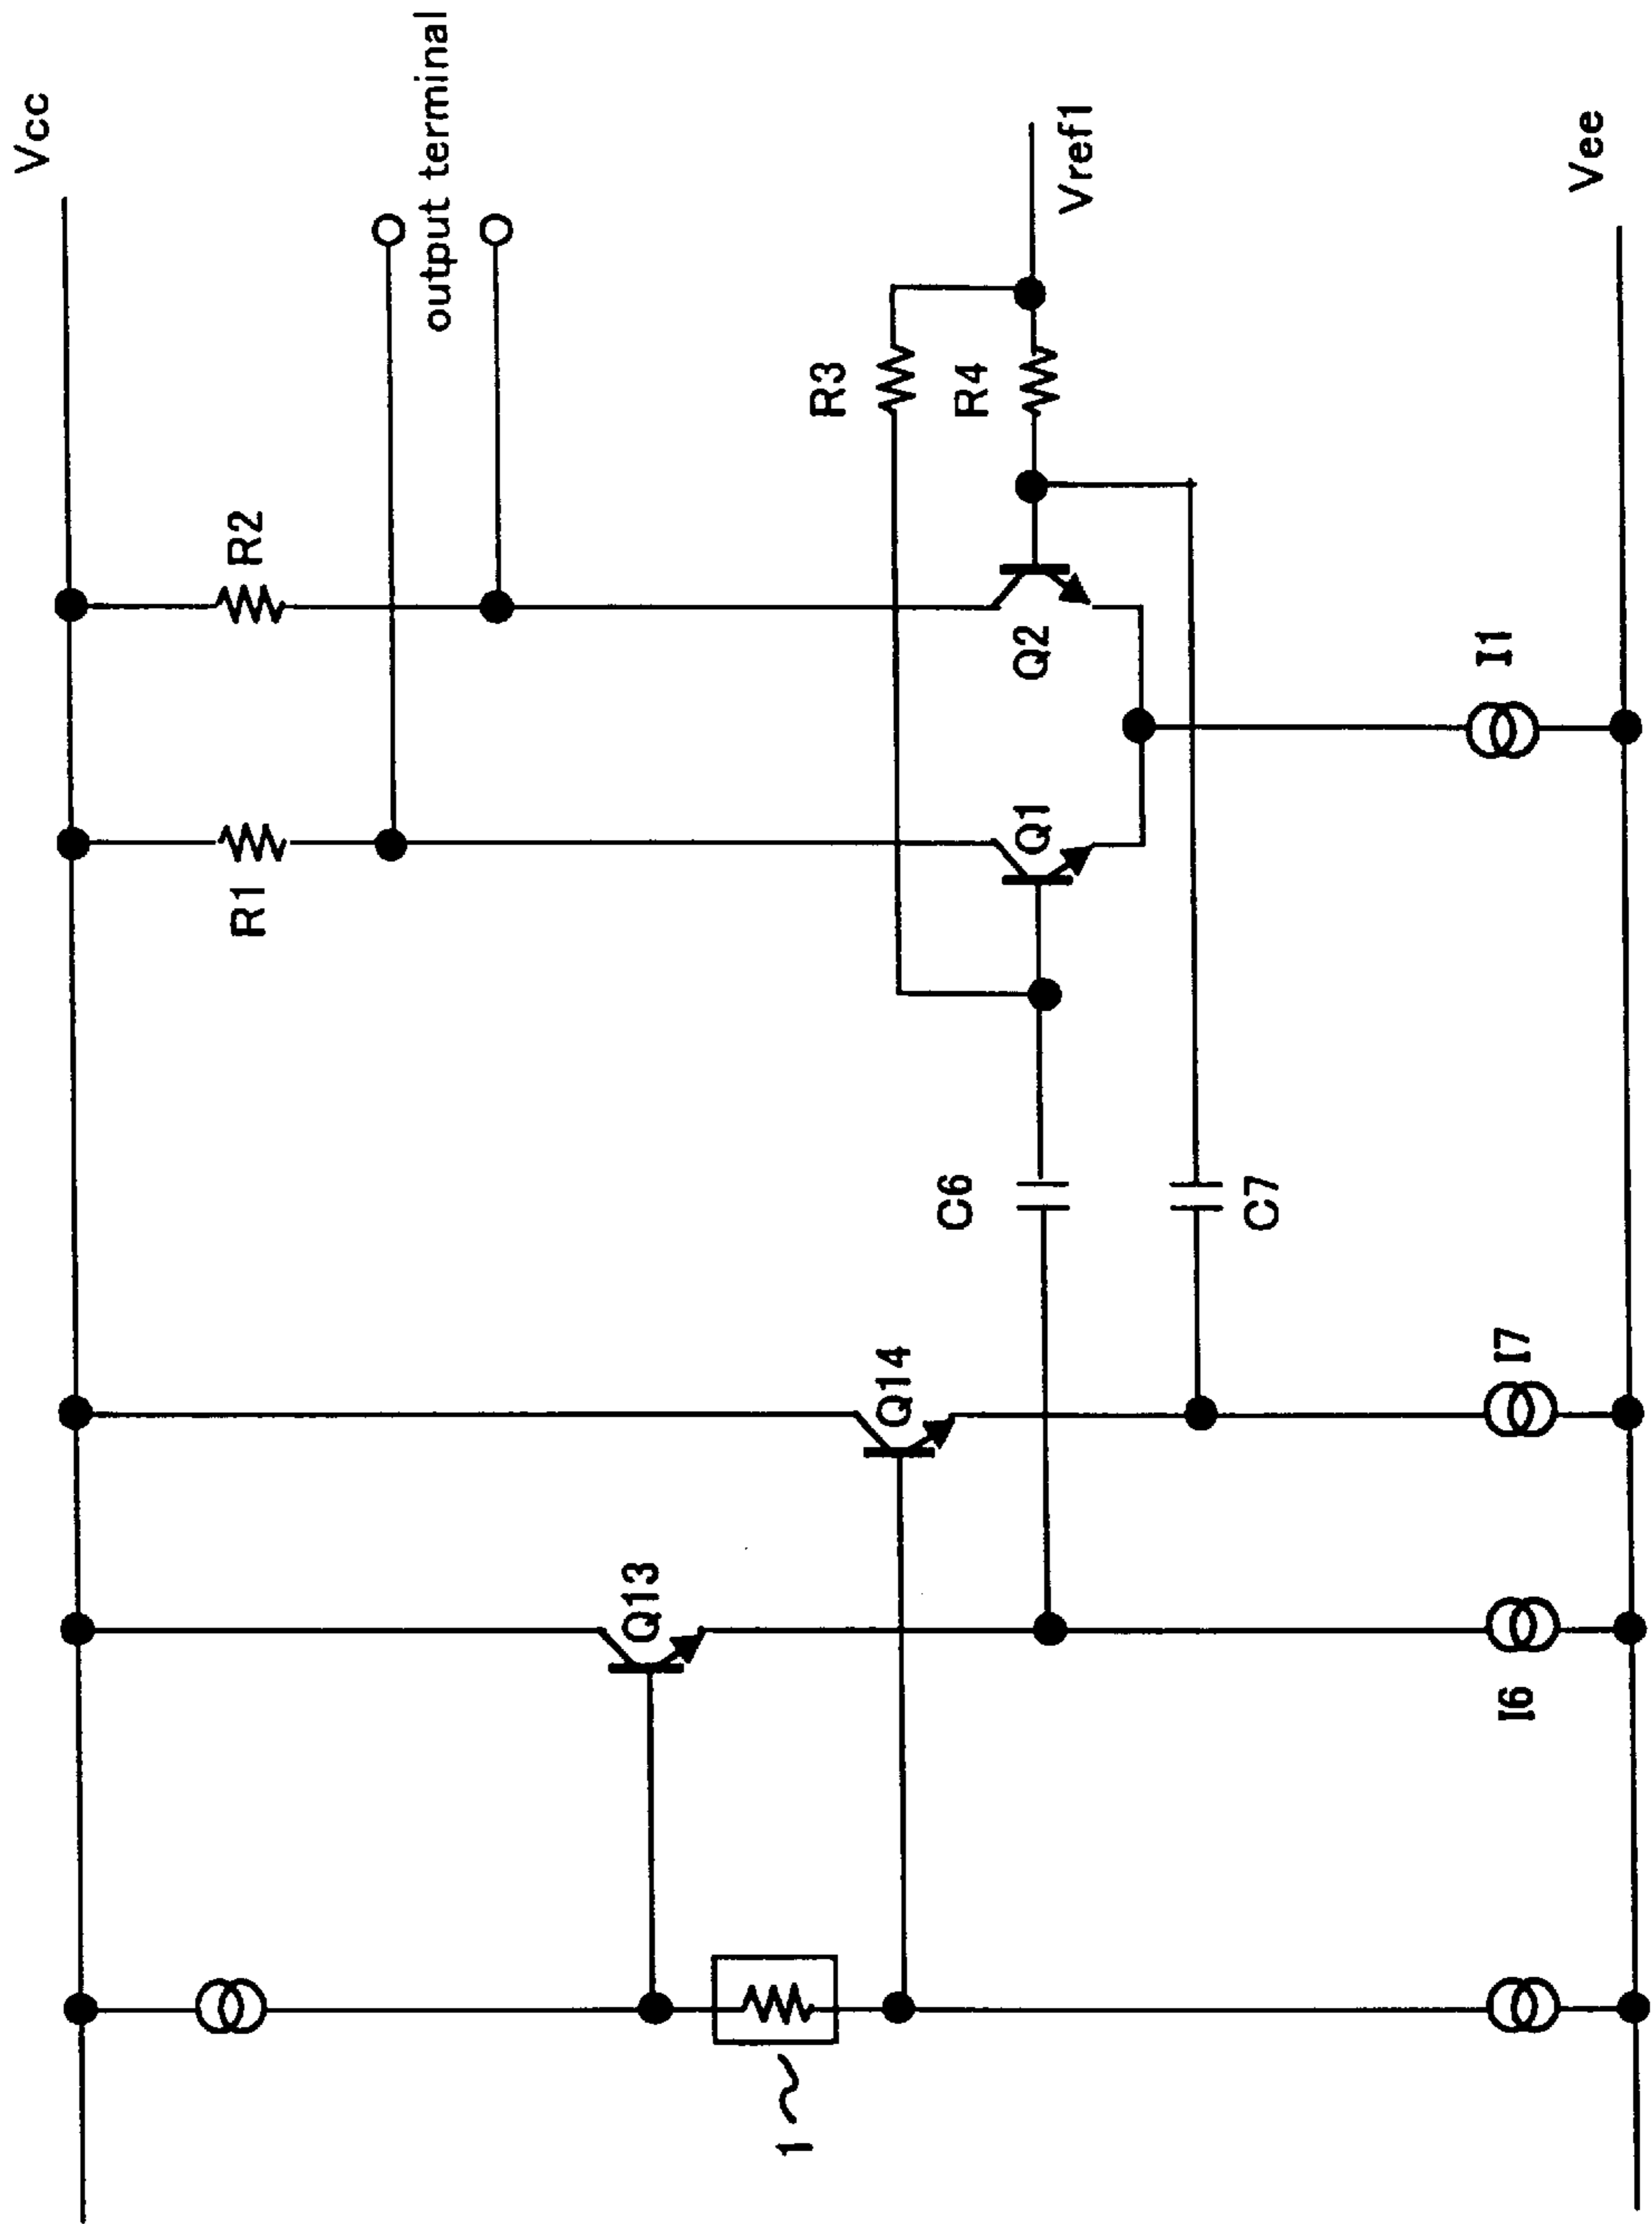 Vcc
output terminal
R1
R2
R3
R4
Vref1
Q13
Q14
Q1
Q2
C6
C7
1
I6
I7
I1
Vee